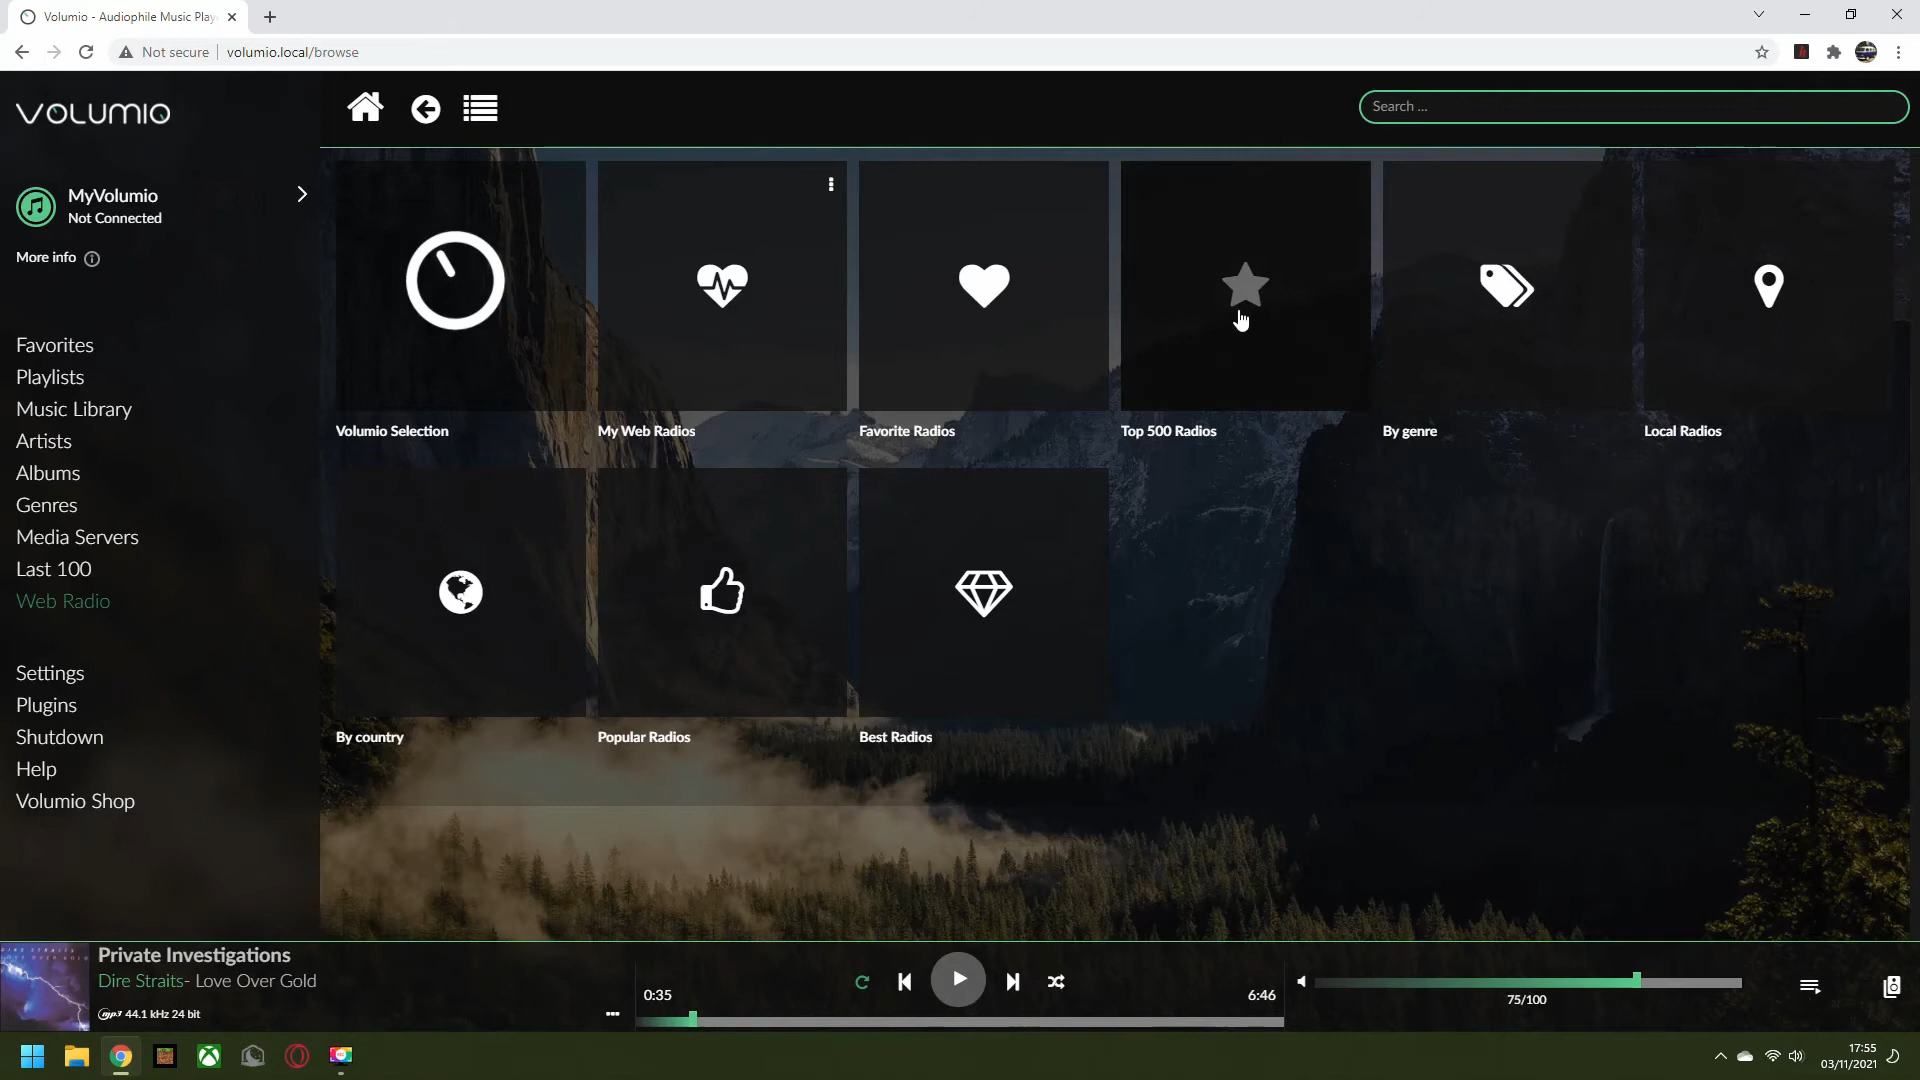 Volumio - Audiophile Music Play
Not secure
volumio.local/browse
VOLUMIO
Search ...
MyVolumio
Not Connected
More info
Favorites
Playlists
Music Library
Artists
Albums
Genres
Media Servers
Last 100
Web Radio
Settings
Plugins
Shutdown
Help
Volumio Shop
Volumio Selection
My Web Radios
Favorite Radios
Top 500 Radios
By genre
Local Radios
By country
Popular Radios
Best Radios
Private Investigations
Dire Straits- Love Over Gold
mp3 44.1 kHz 24 bit
0:35
6:46
75/100
17:55
03/11/2021